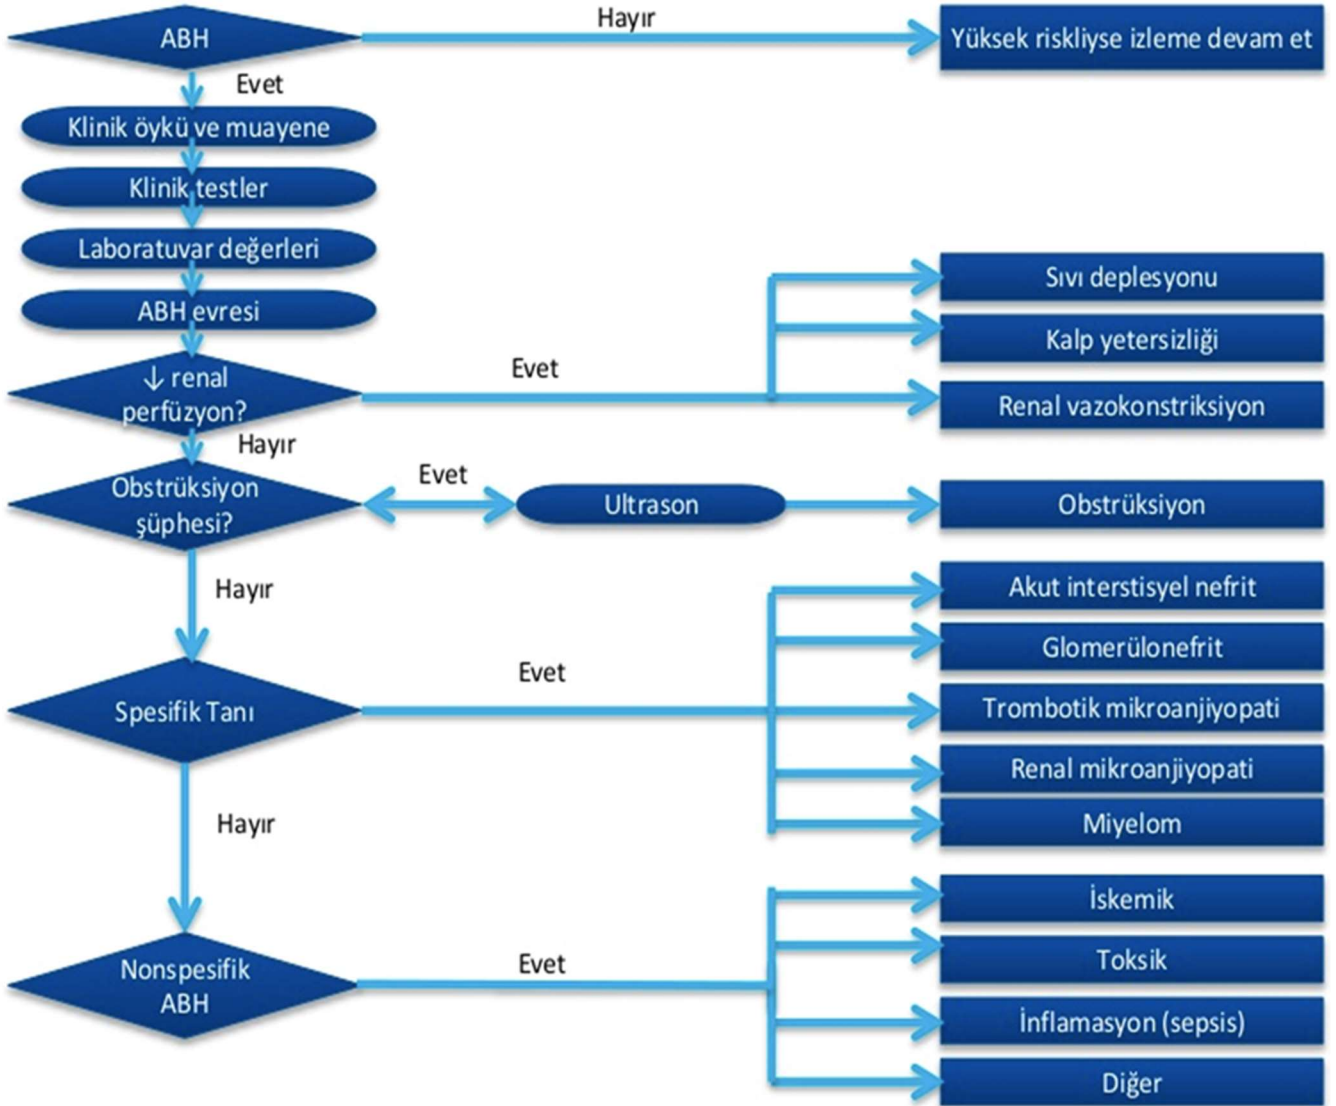 ABH
Hayır
Yüksek riskliyse izleme devam et
Evet
Klinik öykü ve muayene
Klinik testler
Laboratuvar değerleri
ABH evresi
↓ renal
perfüzyon?
Evet
Sıvı deplesyonu
Kalp yetersizliği
Renal vazokonstriksiyon
Hayır
Obstrüksiyon
şüphesi?
Evet
Ultrason
Obstrüksiyon
Hayır
Spesifik Tanı
Evet
Akut interstisyel nefrit
Glomerülonefrit
Trombotik mikroanjiyopati
Renal mikroanjiyopati
Miyelom
Hayır
Nonspesifik
ABH
Evet
İskemik
Toksik
İnflamasyon (sepsis)
Diğer